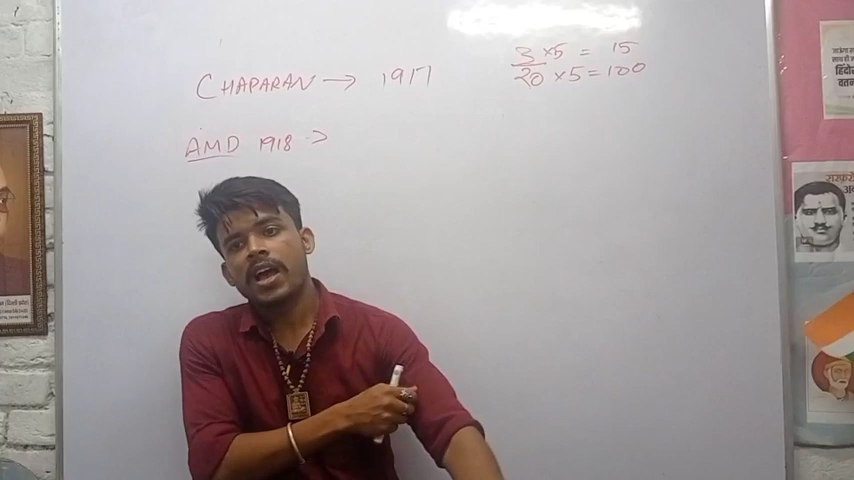 CHAPARAN → 1917
3 ×5 = 15
20 ×5 = 100
AMD 1918 ->